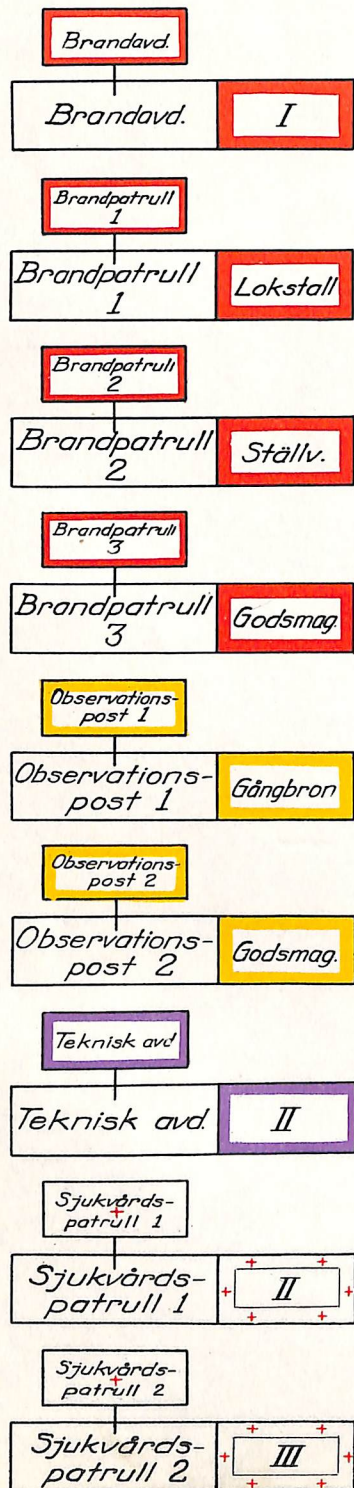 Brandavd.
Brandavd. I
Brandpatrull
1
Brandpatrull
1
Lokstall
Brandpatrull
2
Brandpatrull
2
Ställv.
Brandpatrull
3
Brandpatrull
3
Godsmag.
Observations-
post 1
Observations-
post 1
Gångbron
Observations-
post 2
Observations-
post 2
Godsmag.
Teknisk avd
Teknisk avd. II
Sjukvårds-
patrull 1
Sjukvårds-
patrull 1
II
Sjukvårds-
patrull 2
Sjukvårds-
patrull 2
III